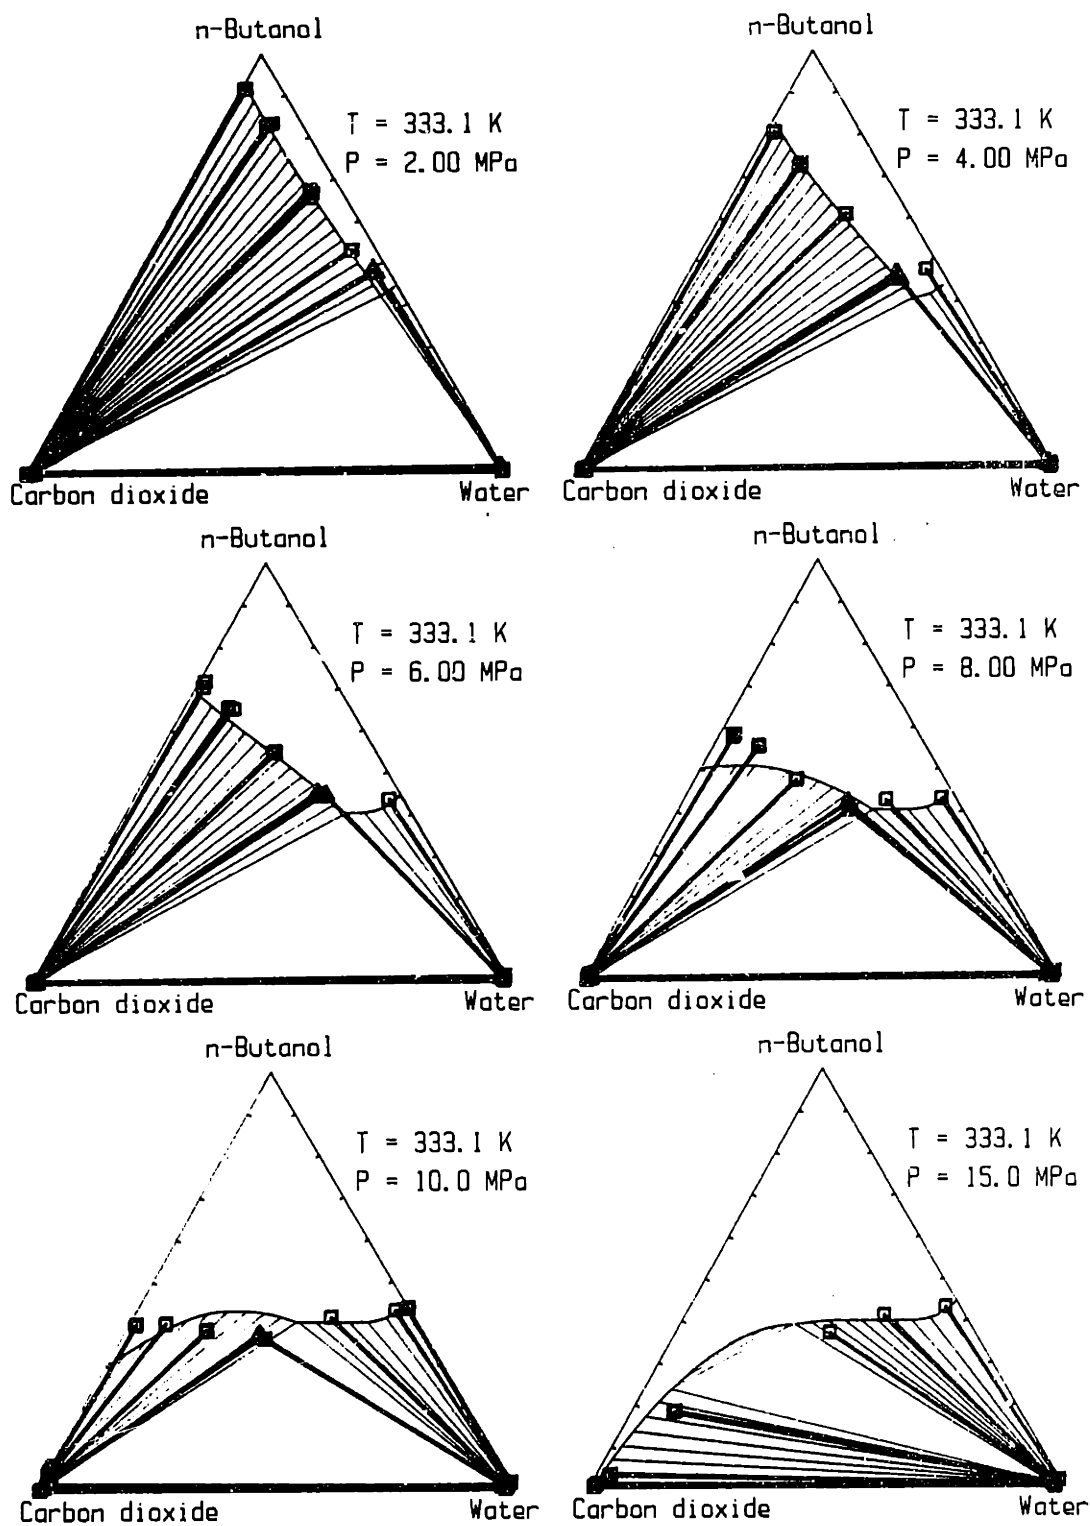 n-Butanol
T = 333.1 K
P = 2.00 MPa
Carbon dioxide
Water
n-Butanol
T = 333.1 K
P = 4.00 MPa
Carbon dioxide
Water
n-Butanol
T = 333.1 K
P = 6.00 MPa
Carbon dioxide
Water
n-Butanol
T = 333.1 K
P = 8.00 MPa
Carbon dioxide
Water
n-Butanol
T = 333.1 K
P = 10.0 MPa
Carbon dioxide
Water
n-Butanol
T = 333.1 K
P = 15.0 MPa
Carbon dioxide
Water